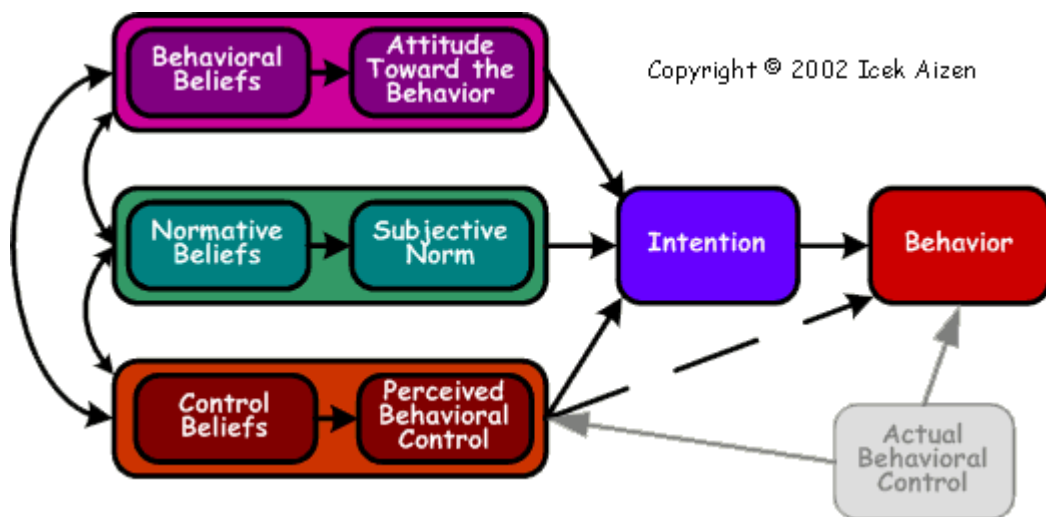 Behavioral
Beliefs
Attitude
Toward the
Behavior
Copyright © 2002 Icek Aizen
Normative
Beliefs
Subjective
Norm
Intention
Behavior
Control
Beliefs
Perceived
Behavioral
Control
Actual
Behavioral
Control